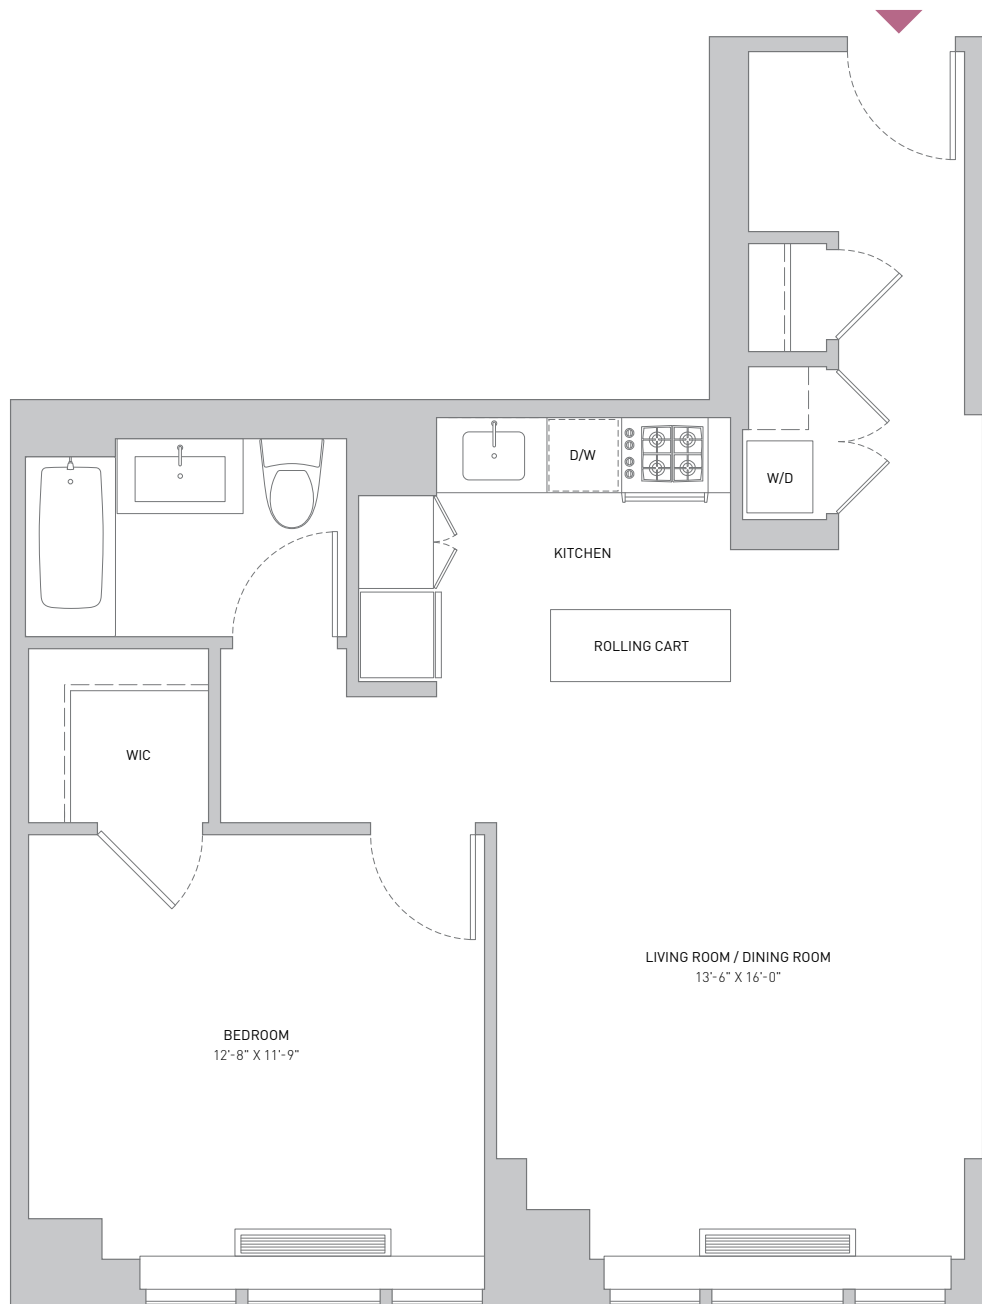 D/W
W/D
KITCHEN
ROLLING CART
WIC
LIVING ROOM / DINING ROOM
13'-6" X 16'-0"
BEDROOM
12'-8" X 11'-9"